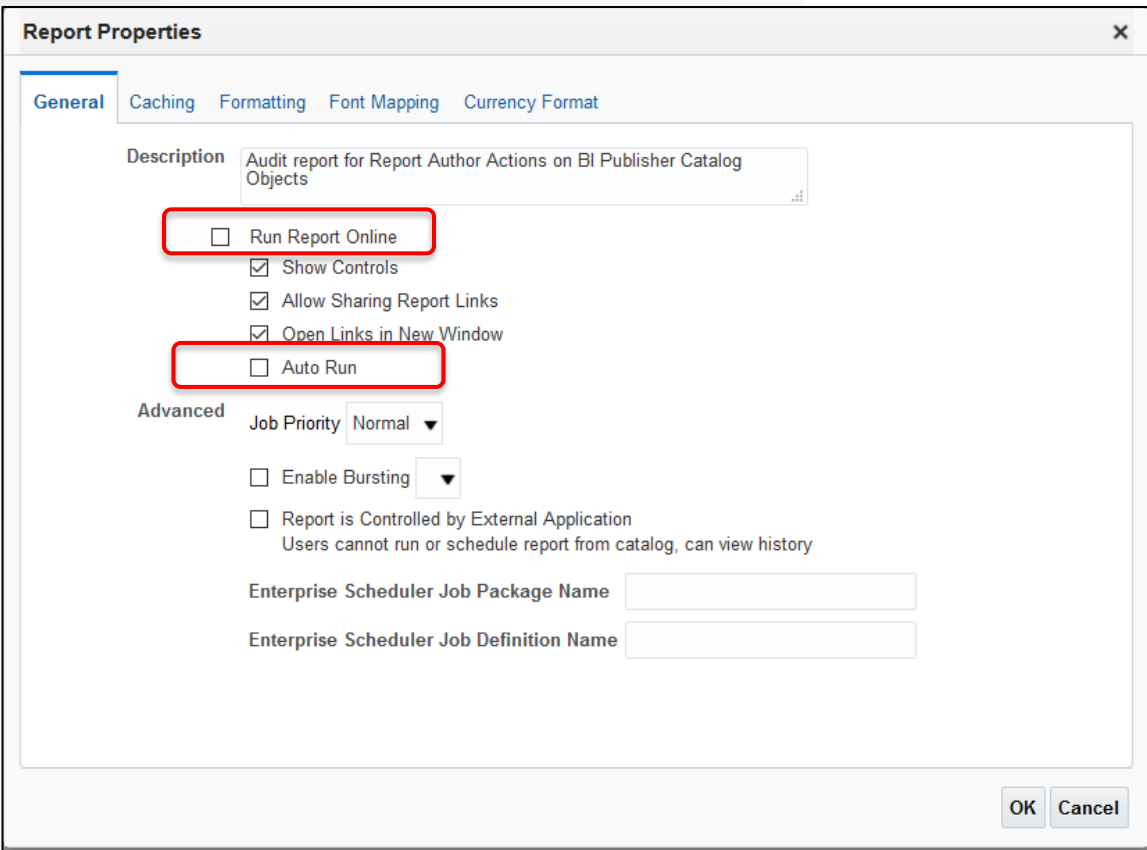 Report Properties
General Caching Formatting Font Mapping Currency Format
Description Audit report for Report Author Actions on BI Publisher Catalog
Objects
Run Report Online
Show Controls
Allow Sharing Report Links
Open Links in New Window
Auto Run
Advanced
Job Priority Normal
Enable Bursting
Report is Controlled by External Application
Users cannot run or schedule report from catalog, can view history
Enterprise Scheduler Job Package Name
Enterprise Scheduler Job Definition Name
OK Cancel